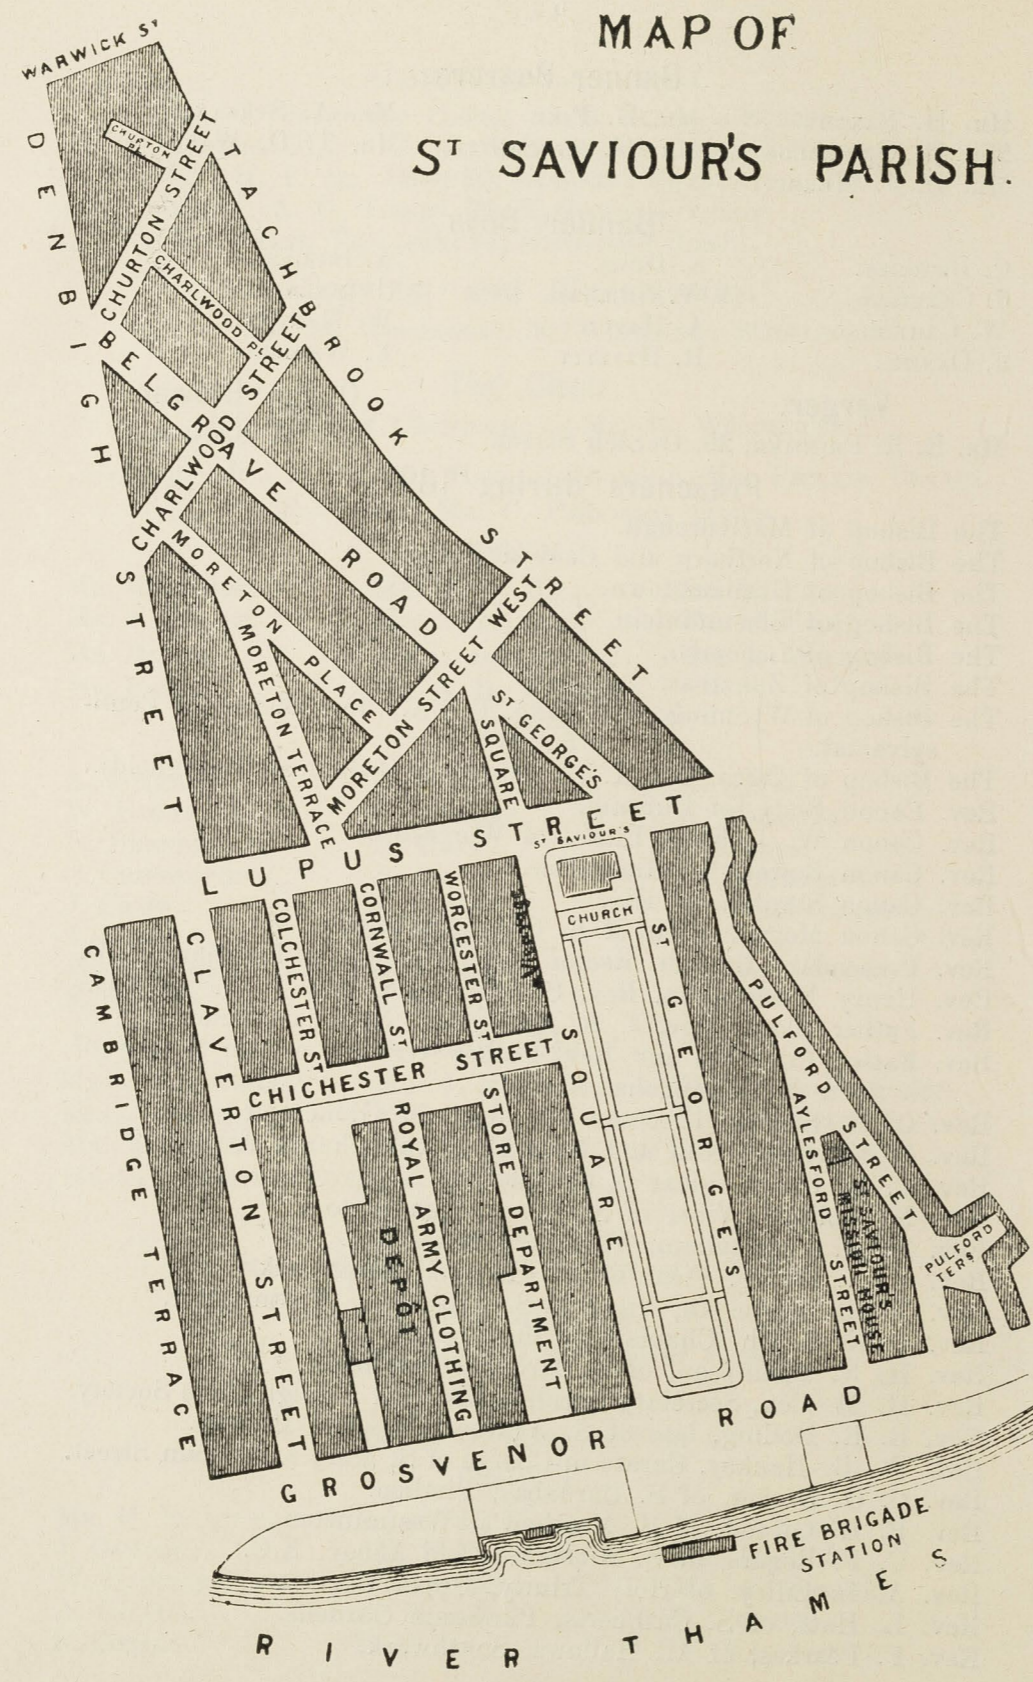 MAP OF
Sᵀ SAVIOUR'S PARISH.
WARWICK Sᵀ
CHURTON
PL.
DENBIGH STREET
CHURTON STREET
TACHBROOK STREET
CHARLWOOD PL.
BELGRAVE ROAD
CHARLWOOD STREET
MORETON PLACE
MORETON TERRACE
MORETON STREET WEST
Sᵀ GEORGE'S
SQUARE
LUPUS STREET
Sᵀ SAVIOUR'S
CHURCH
CAMBRIDGE TERRACE
CLAVERTON STREET
COLCHESTER Sᵀ
CORNWALL Sᵀ
WORCESTER Sᵀ
Vicarage
Sᵀ GEORGE'S
SQUARE
CHICHESTER STREET
PULFORD STREET
AYLESFORD STREET
Sᵀ SAVIOUR'S
MISSION HOUSE
PULFORD
TERˢ
ROYAL ARMY CLOTHING
STORE DEPARTMENT
DEPÔT
GROSVENOR ROAD
FIRE BRIGADE
STATION
RIVER THAMES